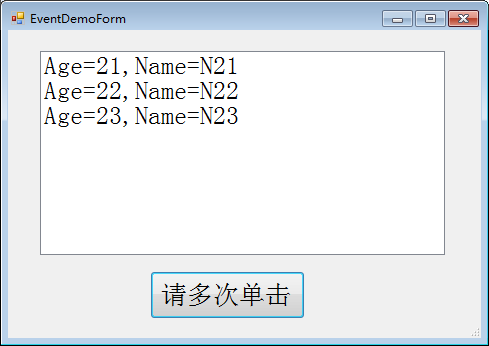 EventDemoForm
Age=21,Name=N21
Age=22,Name=N22
Age=23,Name=N23
请多次单击